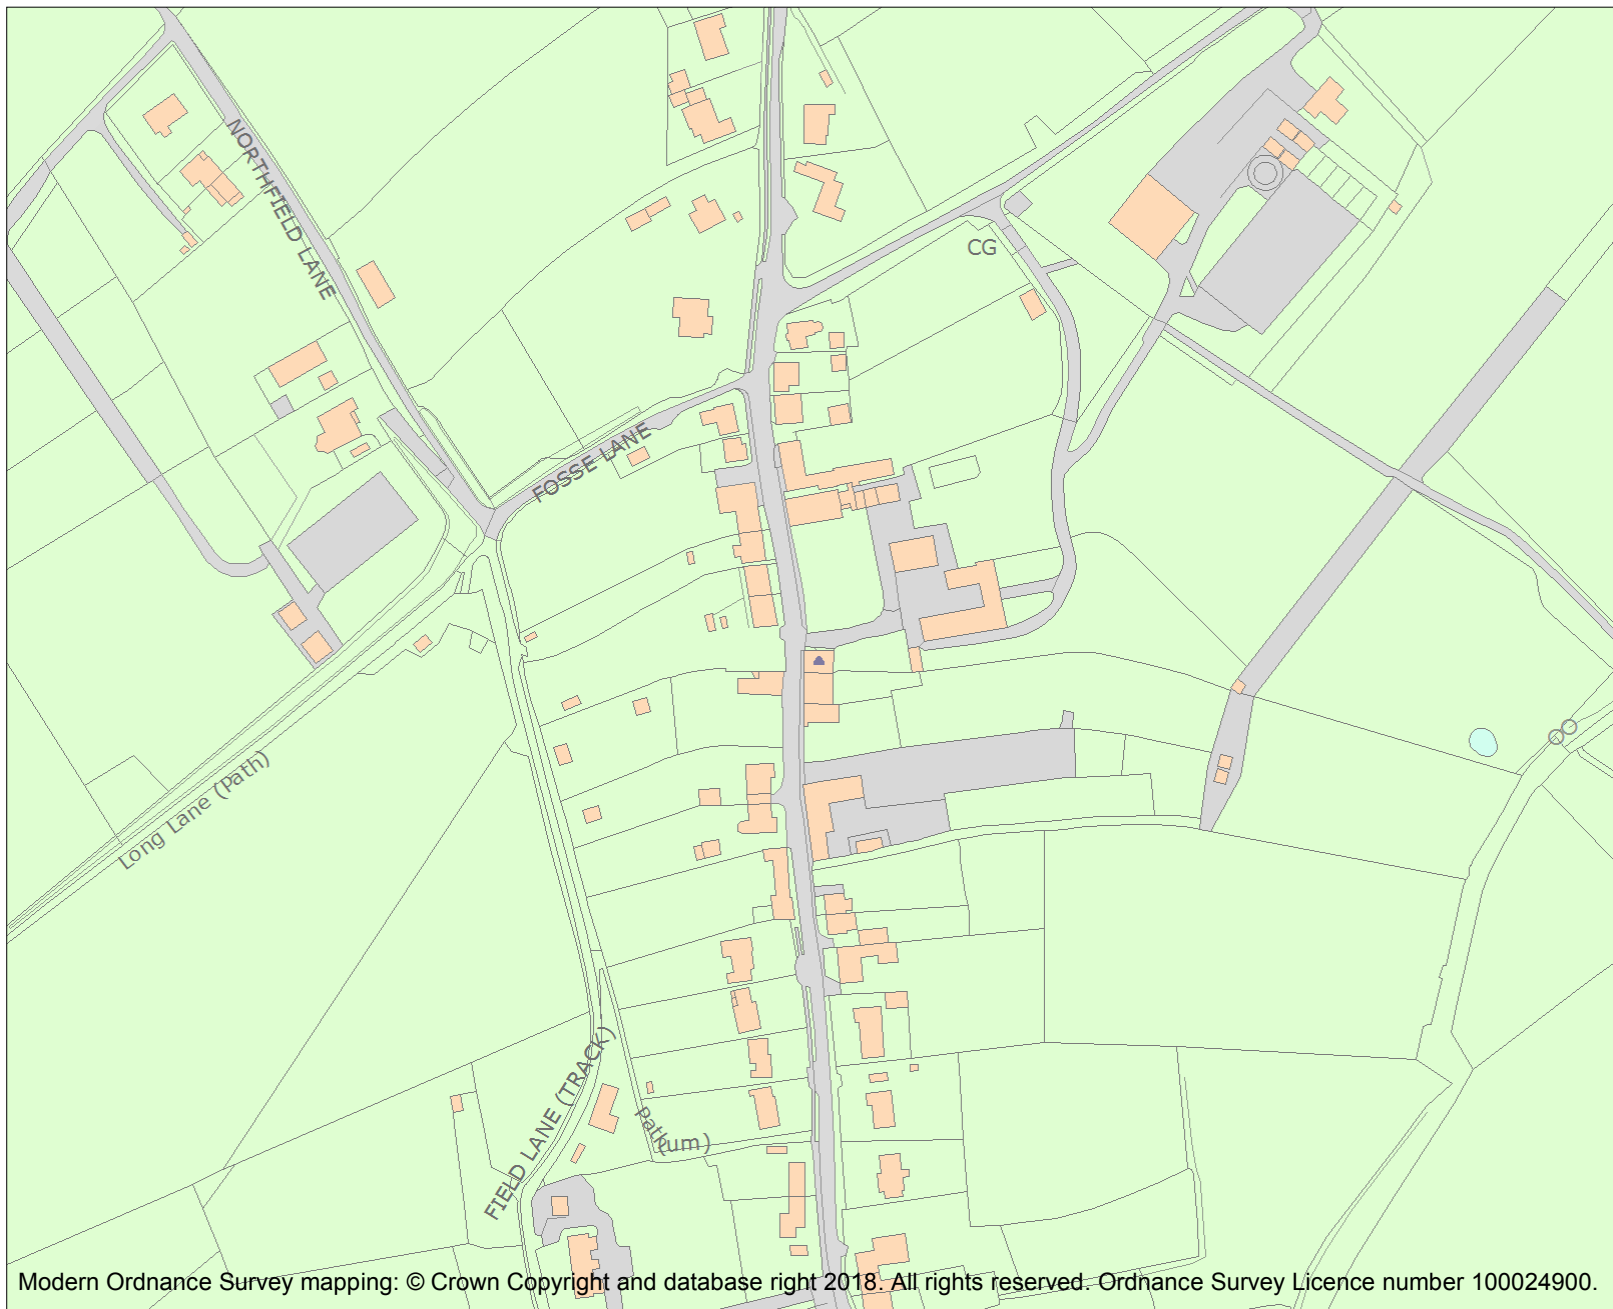 NORTHFIELD LANE
CG
FOSSE LANE
Long Lane (Path)
FIELD LANE (TRACK)
Path
(um)
Modern Ordnance Survey mapping: © Crown Copyright and database right 2018. All rights reserved. Ordnance Survey Licence number 100024900.